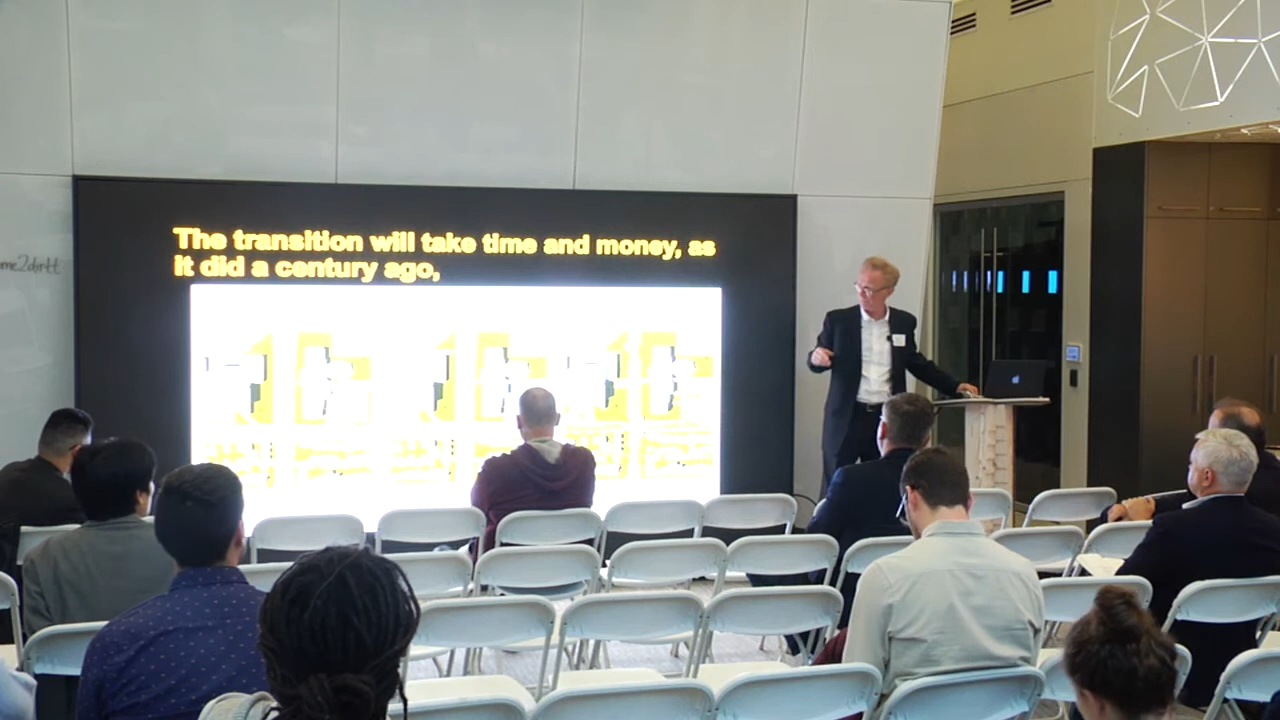 The transition will take time and money, as
it did a century ago,